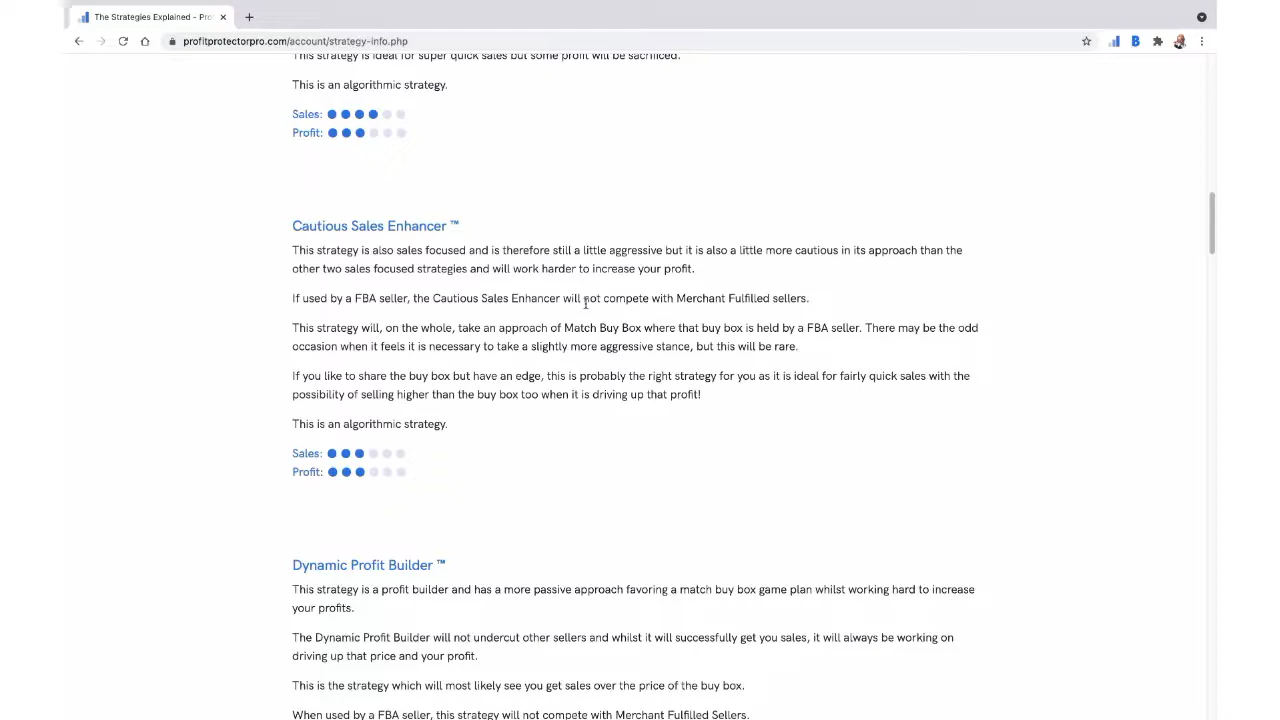 The Strategies Explained - Pro
profitprotectorpro.com/account/strategy-info.php
This strategy is ideal for super quick sales but some profit will be sacrificed.
This is an algorithmic strategy.
Sales:
Profit:
Cautious Sales Enhancer ™
This strategy is also sales focused and is therefore still a little aggressive but it is also a little more cautious in its approach than the
other two sales focused strategies and will work harder to increase your profit.
If used by a FBA seller, the Cautious Sales Enhancer will not compete with Merchant Fulfilled sellers.
This strategy will, on the whole, take an approach of Match Buy Box where that buy box is held by a FBA seller. There may be the odd
occasion when it feels it is necessary to take a slightly more aggressive stance, but this will be rare.
If you like to share the buy box but have an edge, this is probably the right strategy for you as it is ideal for fairly quick sales with the
possibility of selling higher than the buy box too when it is driving up that profit!
This is an algorithmic strategy.
Sales:
Profit:
Dynamic Profit Builder ™
This strategy is a profit builder and has a more passive approach favoring a match buy box game plan whilst working hard to increase
your profits.
The Dynamic Profit Builder will not undercut other sellers and whilst it will successfully get you sales, it will always be working on
driving up that price and your profit.
This is the strategy which will most likely see you get sales over the price of the buy box.
When used by a FBA seller, this strategy will not compete with Merchant Fulfilled Sellers.